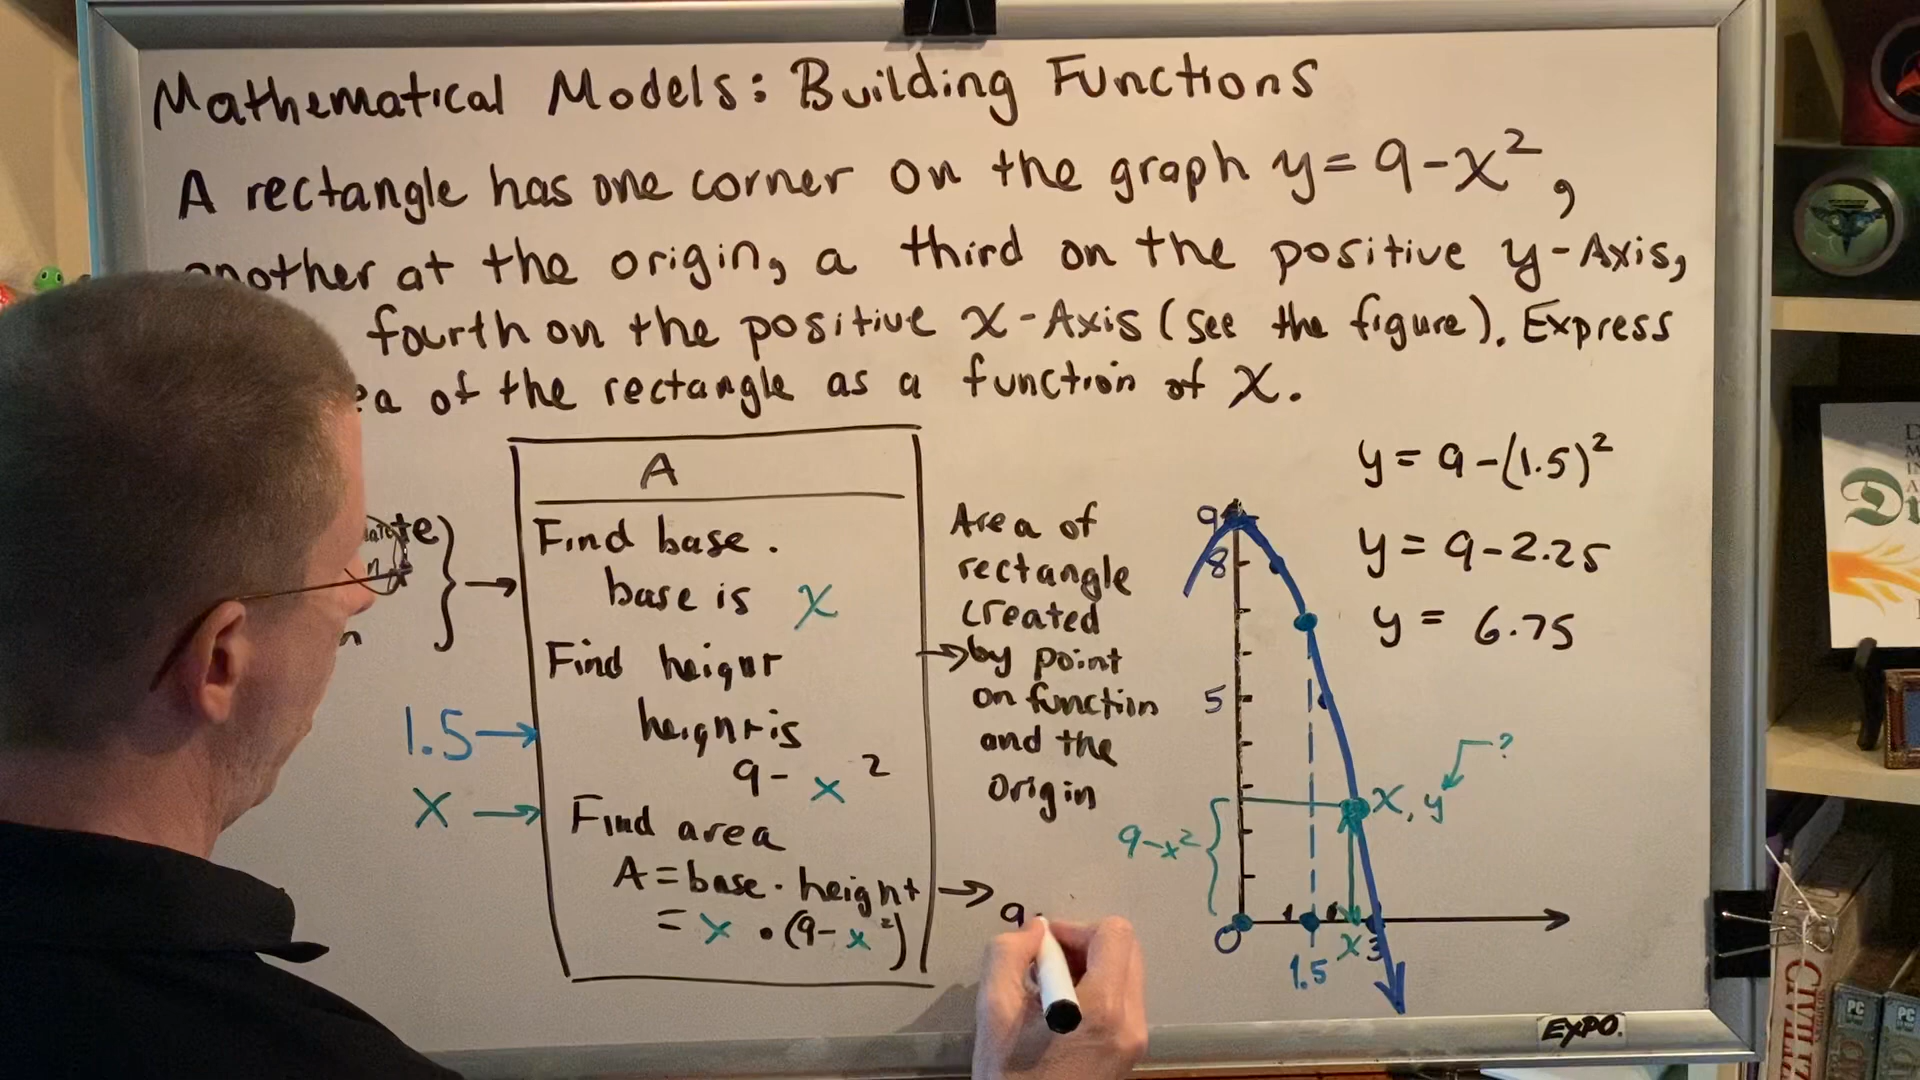 Mathematical Models: Building Functions
A rectangle has one corner on the graph y = 9-x²,
another at the origin, a third on the positive y-Axis,
fourth on the positive x-Axis (see the figure). Express
of the rectangle as a function of x.
A
Find base.
base is x
Find height
height is
9- x ²
Find area
A = base · height →
= x · (9-x²)
1.5 →
x →
Area of
rectangle
created
→ by point
on function
and the
origin
9
y = 9-(1.5)²
y = 9-2.25
y = 6.75
9
8
5
?
x, y
9-x²
0
1.5
x
3
EXPO.